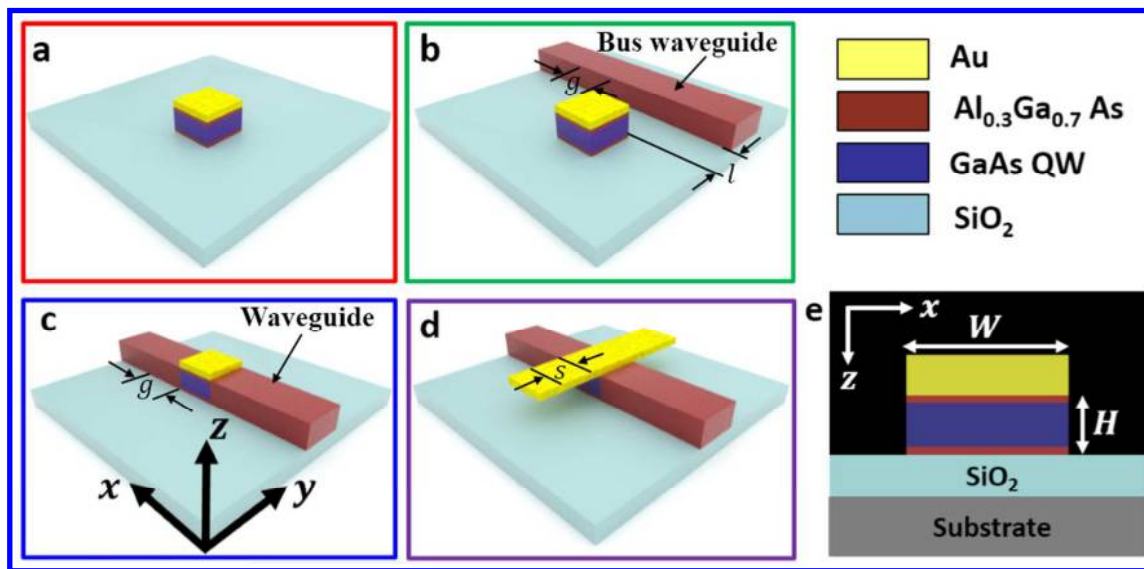 a
g
b
Bus waveguide
g
l
Au
Al₀.₃Ga₀.₇ As
GaAs QW
SiO₂
c
Waveguide
g
z
x
y
d
s
e
x
z
W
H
SiO₂
Substrate